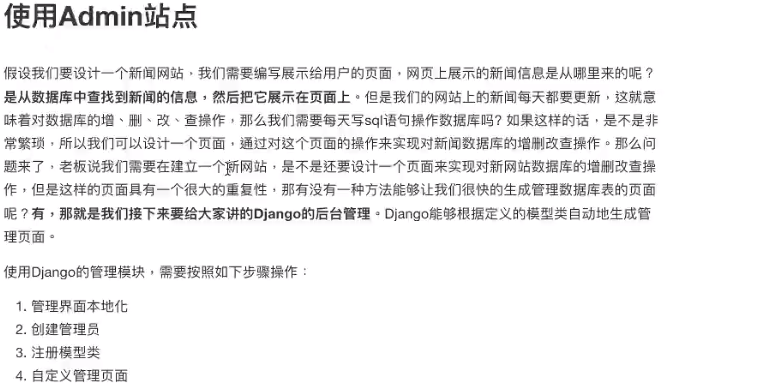 使用Admin站点
假设我们要设计一个新闻网站，我们需要编写展示给用户的页面，网页上展示的新闻信息是从哪里来的呢？
是从数据库中查找到新闻的信息，然后把它展示在页面上。但是我们的网站上的新闻每天都要更新，这就意
味着对数据库的增、删、改、查操作，那么我们需要每天写sql语句操作数据库吗? 如果这样的话，是不是非
常繁琐，所以我们可以设计一个页面，通过对这个页面的操作来实现对新闻数据库的增删改查操作。那么问
题来了，老板说我们需要在建立一个新网站，是不是还要设计一个页面来实现对新网站数据库的增删改查操
作，但是这样的页面具有一个很大的重复性，那有没有一种方法能够让我们很快的生成管理数据库表的页面
呢？有，那就是我们接下来要给大家讲的Django的后台管理。Django能够根据定义的模型类自动地生成管
理页面。
使用Django的管理模块，需要按照如下步骤操作：
1. 管理界面本地化
2. 创建管理员
3. 注册模型类
4. 自定义管理页面